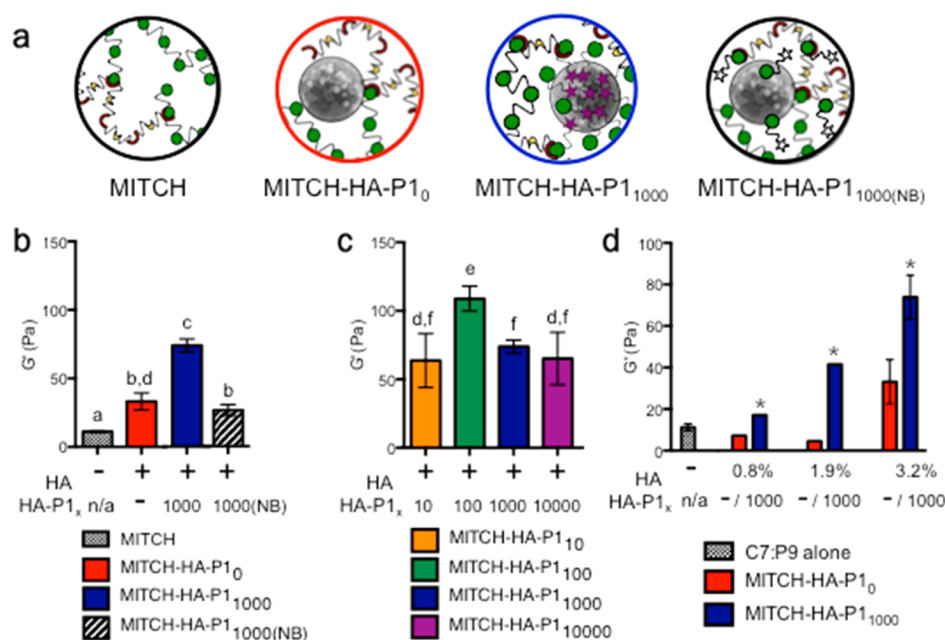 a
MITCH MITCH-HA-P1₀ MITCH-HA-P1₁₀₀₀ MITCH-HA-P1₁₀₀₀₍NB₎
b
150
100
50
0
G' (Pa)
a b,d c b
- + + +
HA
HA-P1ₓ n/a - 1000 1000(NB)
MITCH
MITCH-HA-P1₀
MITCH-HA-P1₁₀₀₀
MITCH-HA-P1₁₀₀₀₍NB₎
c
150
100
50
0
G' (Pa)
d,f e f d,f
+ + + +
HA
HA-P1ₓ 10 100 1000 10000
MITCH-HA-P1₁₀
MITCH-HA-P1₁₀₀
MITCH-HA-P1₁₀₀₀
MITCH-HA-P1₁₀₀₀₀
d
100
80
60
40
20
0
G' (Pa)
* * *
- 0.8% 1.9% 3.2%
HA
HA-P1ₓ n/a - / 1000 - / 1000 - / 1000
C7:P9 alone
MITCH-HA-P1₀
MITCH-HA-P1₁₀₀₀